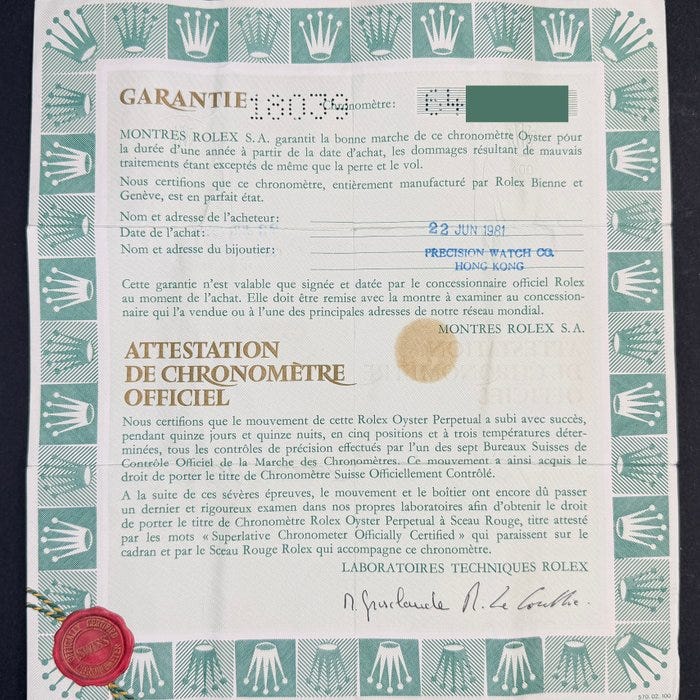 GARANTIE 18038 Chronomètre: 64
MONTRES ROLEX S.A. garantit la bonne marche de ce chronomètre Oyster pour
la durée d'une année à partir de la date d'achat, les dommages résultant de mauvais
traitements étant exceptés de même que la perte et le vol.
Nous certifions que ce chronomètre, entièrement manufacturé par Rolex Bienne et
Genève, est en parfait état.
Nom et adresse de l'acheteur:
Date de l'achat: 22 JUN 1981
Nom et adresse du bijoutier: PRECISION WATCH CO.
HONG KONG
Cette garantie n'est valable que signée et datée par le concessionnaire officiel Rolex
au moment de l'achat. Elle doit être remise avec la montre à examiner au concession-
naire qui l'a vendue ou à l'une des principales adresses de notre réseau mondial.
MONTRES ROLEX S.A.
ATTESTATION
DE CHRONOMÈTRE
OFFICIEL
Nous certifions que le mouvement de cette Rolex Oyster Perpetual a subi avec succès,
pendant quinze jours et quinze nuits, en cinq positions et à trois températures déter-
minées, tous les contrôles de précision effectués par l'un des sept Bureaux Suisses de
Contrôle Officiel de la Marche des Chronomètres. Ce mouvement a ainsi acquis le
droit de porter le titre de Chronomètre Suisse Officiellement Contrôlé.
A la suite de ces sévères épreuves, le mouvement et le boîtier ont encore dû passer
un dernier et rigoureux examen dans nos propres laboratoires afin d'obtenir le droit
de porter le titre de Chronomètre Rolex Oyster Perpetual à Sceau Rouge, titre attesté
par les mots « Superlative Chronometer Officially Certified » qui paraissent sur le
cadran et par le Sceau Rouge Rolex qui accompagne ce chronomètre.
LABORATOIRES TECHNIQUES ROLEX
OFFICIALLY CERTIFIED
SWISS
570.02.100